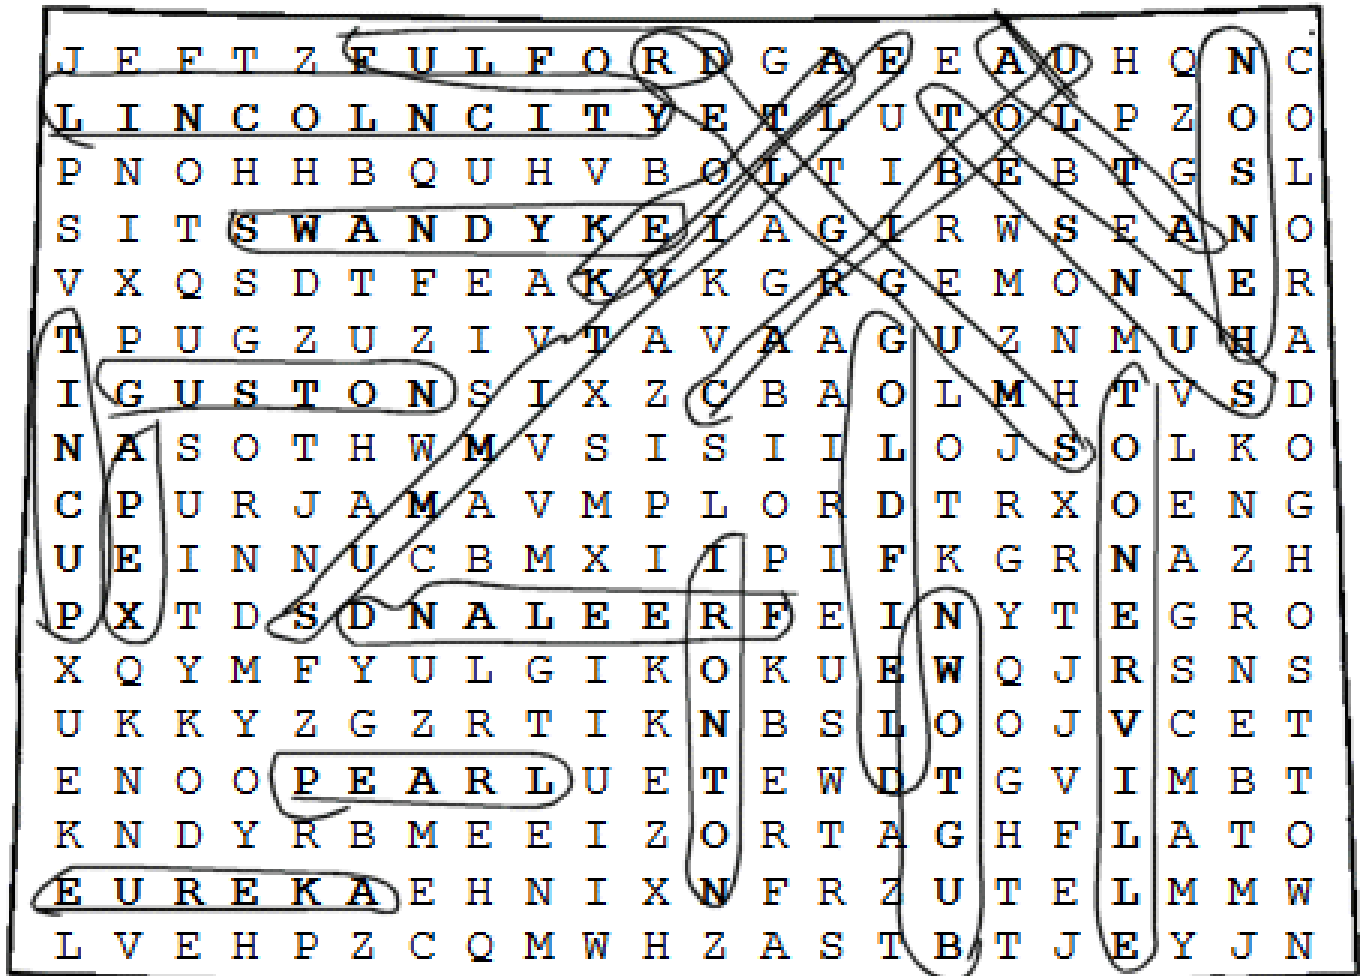 J E F T Z F U L F O R D G A E E A U H Q N C
L I N C O L N C I T Y E T L U T O L P Z O O
P N O H H B Q U H V B O L T I B E B T G S L
S I T S W A N D Y K E I A G I R W S E A N O
V X Q S D T F E A K V K G R G E M O N I E R
T P U G Z U Z I V T A V A A G U Z N M U H A
I G U S T O N S I X Z C B A O L M H T V S D
N A S O T H W M V S I S I I L O J S O L K O
C P U R J A M A V M P L O R D T R X O E N G
U E I N N U C B M X I I P I F K G R N A Z H
P X T D S D N A L E E R F E I N Y T E G R O
X Q Y M F Y U L G I K O K U E W Q J R S N S
U K K Y Z G Z R T I K N B S L O O J V C E T
E N O O P E A R L U E T E W D T G V I M B T
K N D Y R B M E E I Z O R T A G H F L A T O
E U R E K A E H N I X N F R Z U T E L M M W
L V E H P Z C Q M W H Z A S T B T J E Y J N